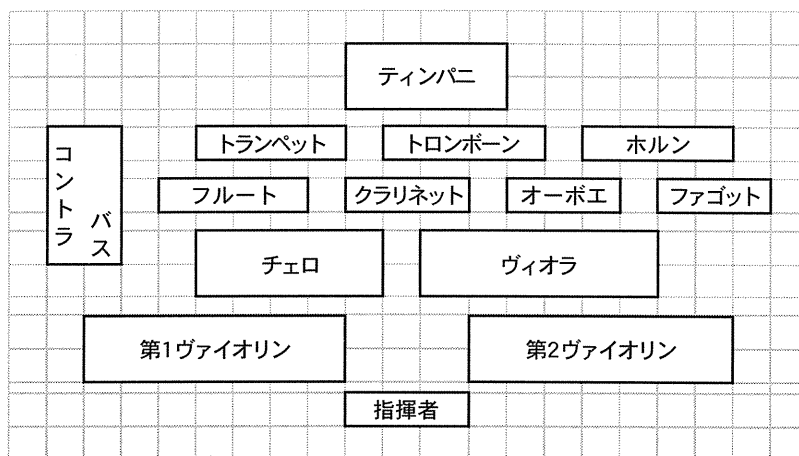 ティンパニ
トランペット
トロンボーン
ホルン
コントラ
バス
フルート
クラリネット
オーボエ
ファゴット
チェロ
ヴィオラ
第1ヴァイオリン
第2ヴァイオリン
指揮者